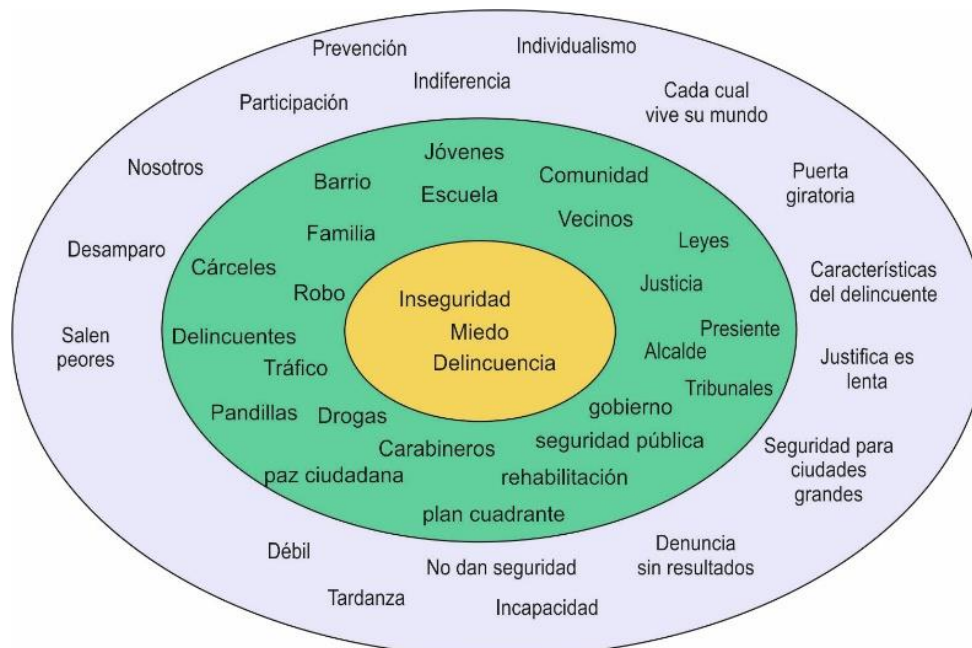 Prevención
Individualismo
Indiferencia
Participación
Cada cual
vive su mundo
Nosotros
Puerta
giratoria
Desamparo
Características
del delincuente
Salen
peores
Justifica es
lenta
Seguridad para
ciudades
grandes
Débil
Denuncia
sin resultados
No dan seguridad
Tardanza
Incapacidad
Jóvenes
Barrio
Escuela
Comunidad
Vecinos
Familia
Leyes
Cárceles
Robo
Justicia
Delincuentes
Presiente
Alcalde
Tráfico
Tribunales
Pandillas
Drogas
gobierno
Carabineros
seguridad pública
paz ciudadana
rehabilitación
plan cuadrante
Inseguridad
Miedo
Delincuencia